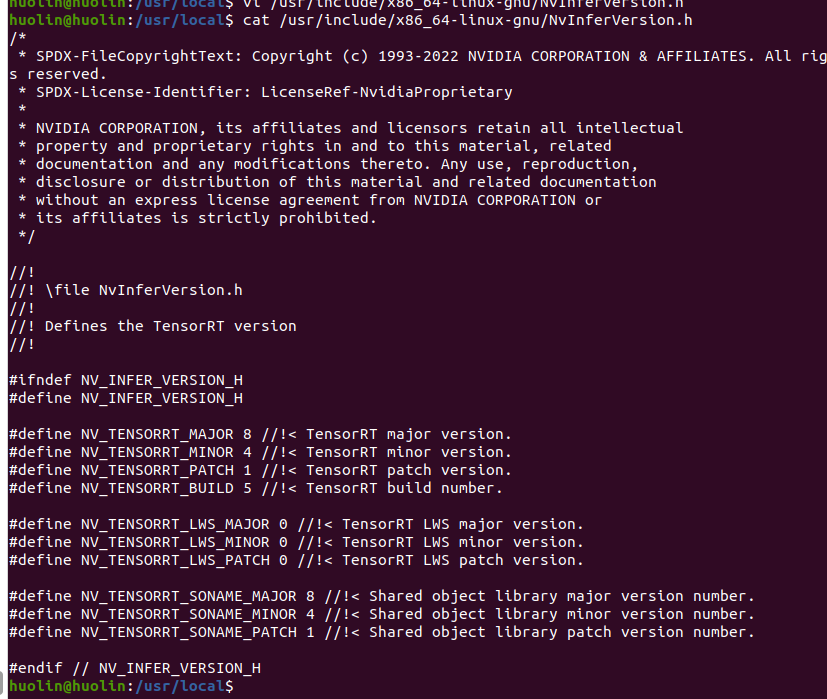 huolin@huolin:/usr/local$ vi /usr/include/x86_64-linux-gnu/NvInferVersion.h
huolin@huolin:/usr/local$ cat /usr/include/x86_64-linux-gnu/NvInferVersion.h
/*
 * SPDX-FileCopyrightText: Copyright (c) 1993-2022 NVIDIA CORPORATION & AFFILIATES. All rig
s reserved.
 * SPDX-License-Identifier: LicenseRef-NvidiaProprietary
 *
 * NVIDIA CORPORATION, its affiliates and licensors retain all intellectual
 * property and proprietary rights in and to this material, related
 * documentation and any modifications thereto. Any use, reproduction,
 * disclosure or distribution of this material and related documentation
 * without an express license agreement from NVIDIA CORPORATION or
 * its affiliates is strictly prohibited.
 */

//!
//! \file NvInferVersion.h
//!
//! Defines the TensorRT version
//!

#ifndef NV_INFER_VERSION_H
#define NV_INFER_VERSION_H

#define NV_TENSORRT_MAJOR 8 //!< TensorRT major version.
#define NV_TENSORRT_MINOR 4 //!< TensorRT minor version.
#define NV_TENSORRT_PATCH 1 //!< TensorRT patch version.
#define NV_TENSORRT_BUILD 5 //!< TensorRT build number.

#define NV_TENSORRT_LWS_MAJOR 0 //!< TensorRT LWS major version.
#define NV_TENSORRT_LWS_MINOR 0 //!< TensorRT LWS minor version.
#define NV_TENSORRT_LWS_PATCH 0 //!< TensorRT LWS patch version.

#define NV_TENSORRT_SONAME_MAJOR 8 //!< Shared object library major version number.
#define NV_TENSORRT_SONAME_MINOR 4 //!< Shared object library minor version number.
#define NV_TENSORRT_SONAME_PATCH 1 //!< Shared object library patch version number.

#endif // NV_INFER_VERSION_H
huolin@huolin:/usr/local$